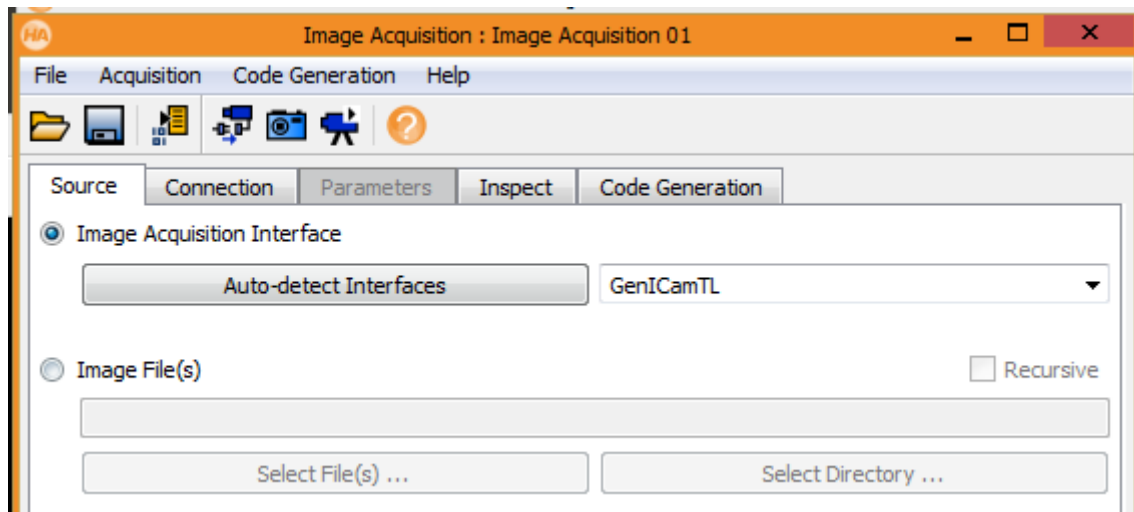 HA Image Acquisition : Image Acquisition 01
File Acquisition Code Generation Help
Source Connection Parameters Inspect Code Generation
Image Acquisition Interface
Auto-detect Interfaces GenICamTL
Image File(s) Recursive
Select File(s) ... Select Directory ...